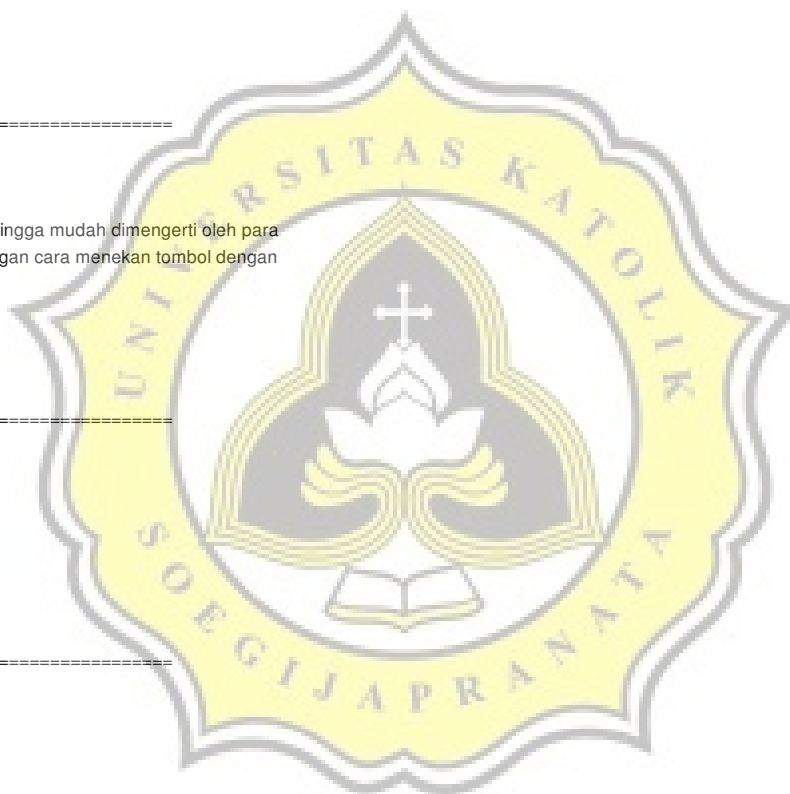 =================
ingga mudah dimengerti oleh para
gan cara menekan tombol dengan
=================
=================
UNIVERSITAS KATOLIK
SOEGIJAPRANATA